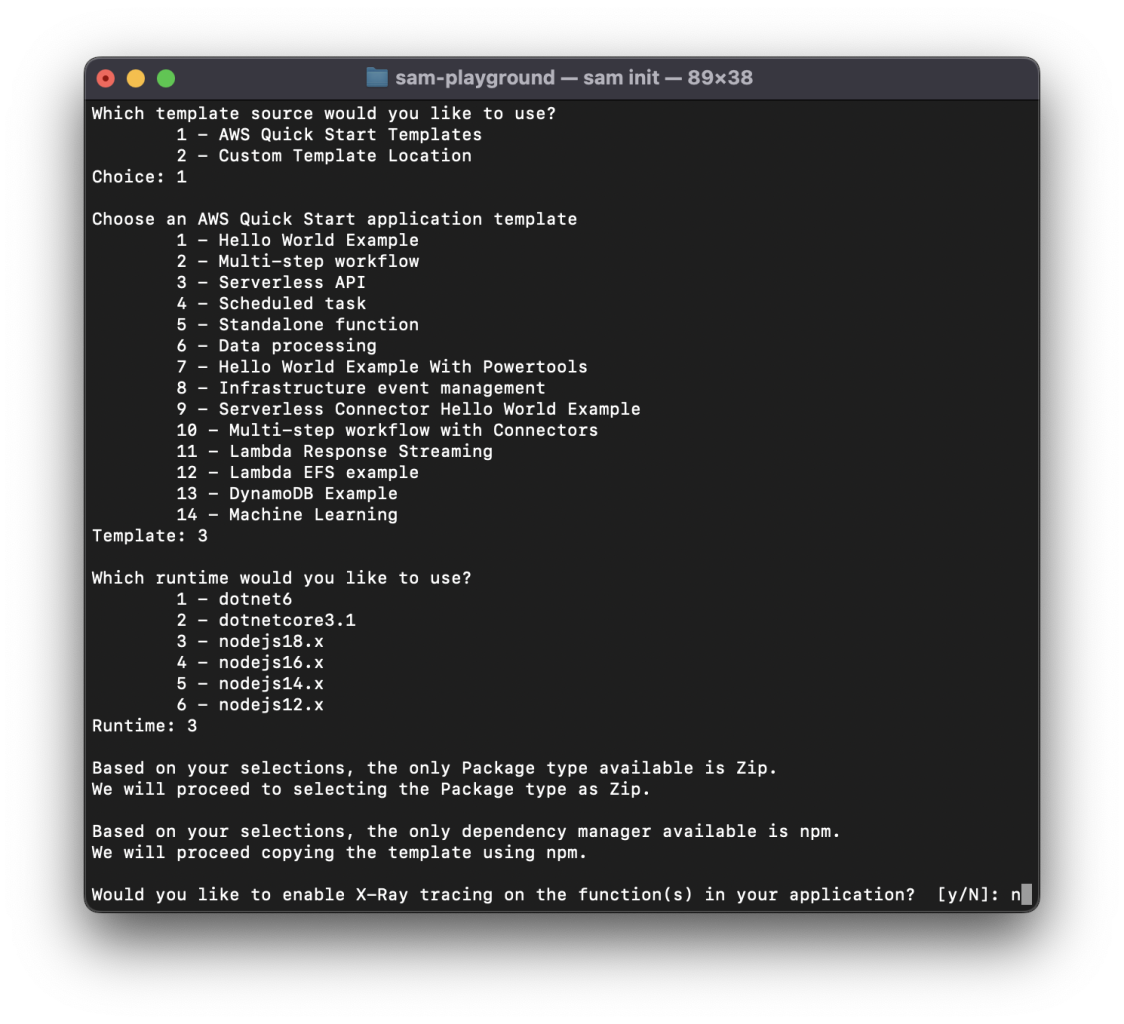 sam-playground — sam init — 89×38
Which template source would you like to use?
1 - AWS Quick Start Templates
2 - Custom Template Location
Choice: 1
Choose an AWS Quick Start application template
1 - Hello World Example
2 - Multi-step workflow
3 - Serverless API
4 - Scheduled task
5 - Standalone function
6 - Data processing
7 - Hello World Example With Powertools
8 - Infrastructure event management
9 - Serverless Connector Hello World Example
10 - Multi-step workflow with Connectors
11 - Lambda Response Streaming
12 - Lambda EFS example
13 - DynamoDB Example
14 - Machine Learning
Template: 3
Which runtime would you like to use?
1 - dotnet6
2 - dotnetcore3.1
3 - nodejs18.x
4 - nodejs16.x
5 - nodejs14.x
6 - nodejs12.x
Runtime: 3
Based on your selections, the only Package type available is Zip.
We will proceed to selecting the Package type as Zip.
Based on your selections, the only dependency manager available is npm.
We will proceed copying the template using npm.
Would you like to enable X-Ray tracing on the function(s) in your application?  [y/N]: n